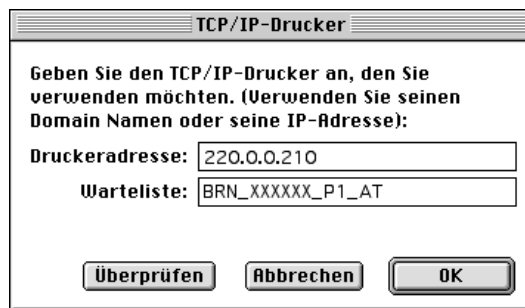 TCP/IP-Drucker
Geben Sie den TCP/IP-Drucker an, den Sie
verwenden möchten. (Verwenden Sie seinen
Domain Namen oder seine IP-Adresse):
Druckeradresse: 220.0.0.210
Warteliste: BRN_XXXXXX_P1_AT
Überprüfen Abbrechen OK